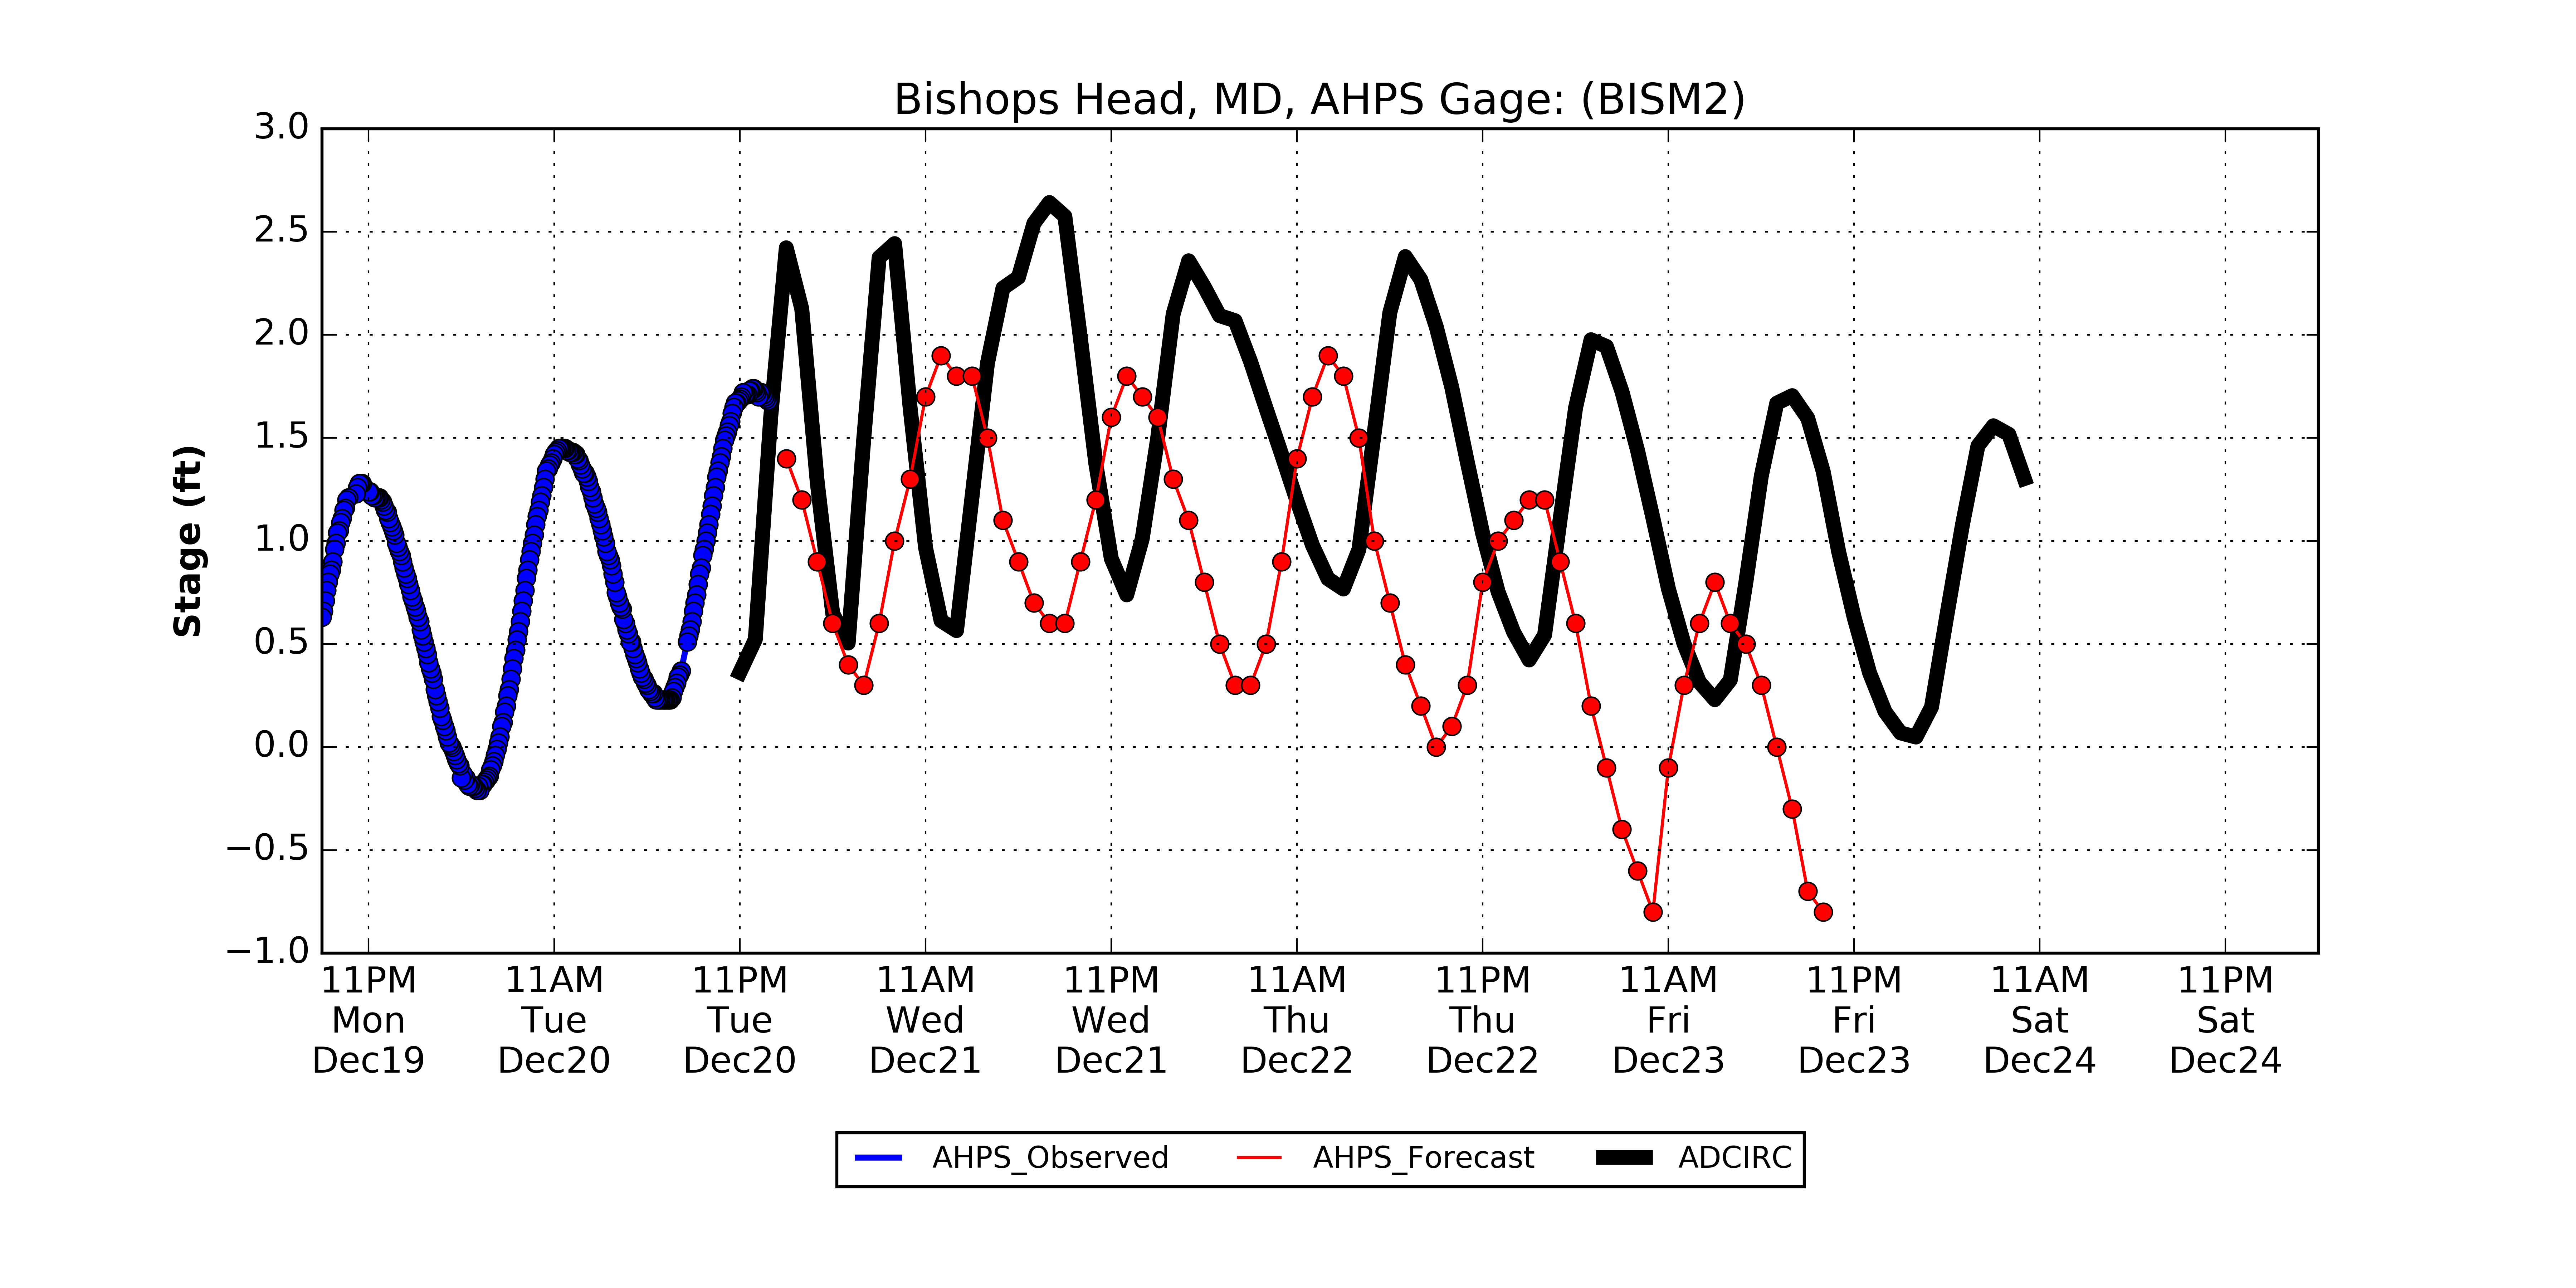 Bishops Head, MD, AHPS Gage: (BISM2)
3.0
2.5
2.0
1.5
1.0
0.5
0.0
−0.5
−1.0
Stage (ft)
11PM 11AM 11PM 11AM 11PM 11AM 11PM 11AM 11PM 11AM 11PM
Mon Tue Tue Wed Wed Thu Thu Fri Fri Sat Sat
Dec19 Dec20 Dec20 Dec21 Dec21 Dec22 Dec22 Dec23 Dec23 Dec24 Dec24
AHPS_Observed AHPS_Forecast ADCIRC